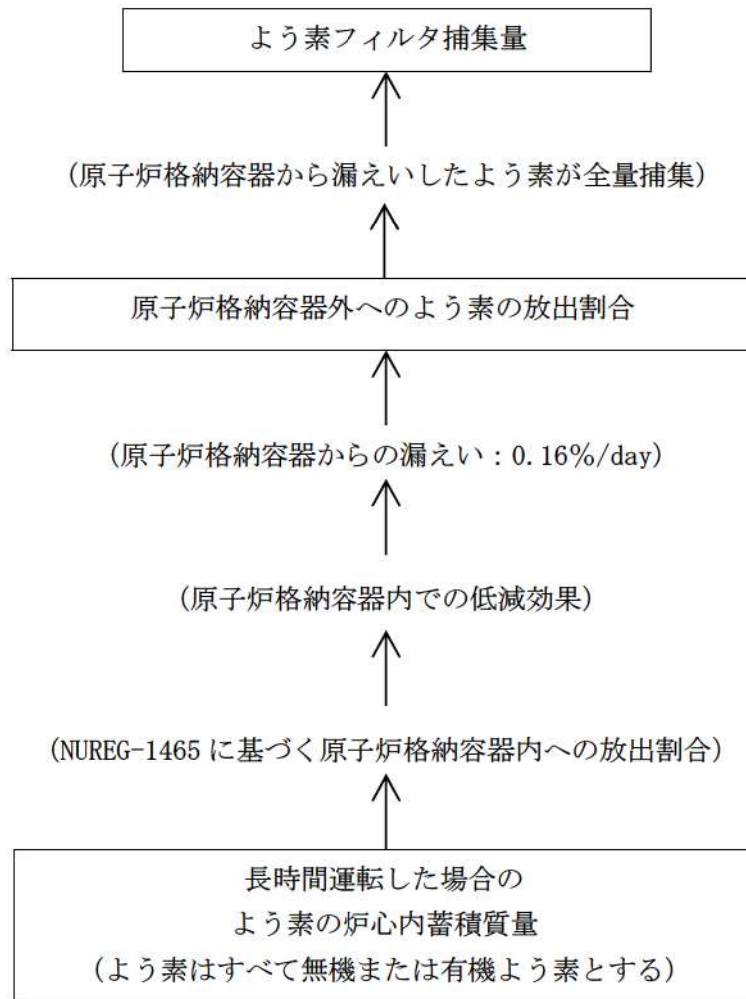 よう素フィルタ捕集量
(原子炉格納容器から漏えいしたよう素が全量捕集)
原子炉格納容器外へのよう素の放出割合
(原子炉格納容器からの漏えい：0.16%/day)
(原子炉格納容器内での低減効果)
(NUREG-1465 に基づく原子炉格納容器内への放出割合)
長時間運転した場合の
よう素の炉心内蓄積質量
(よう素はすべて無機または有機よう素とする)